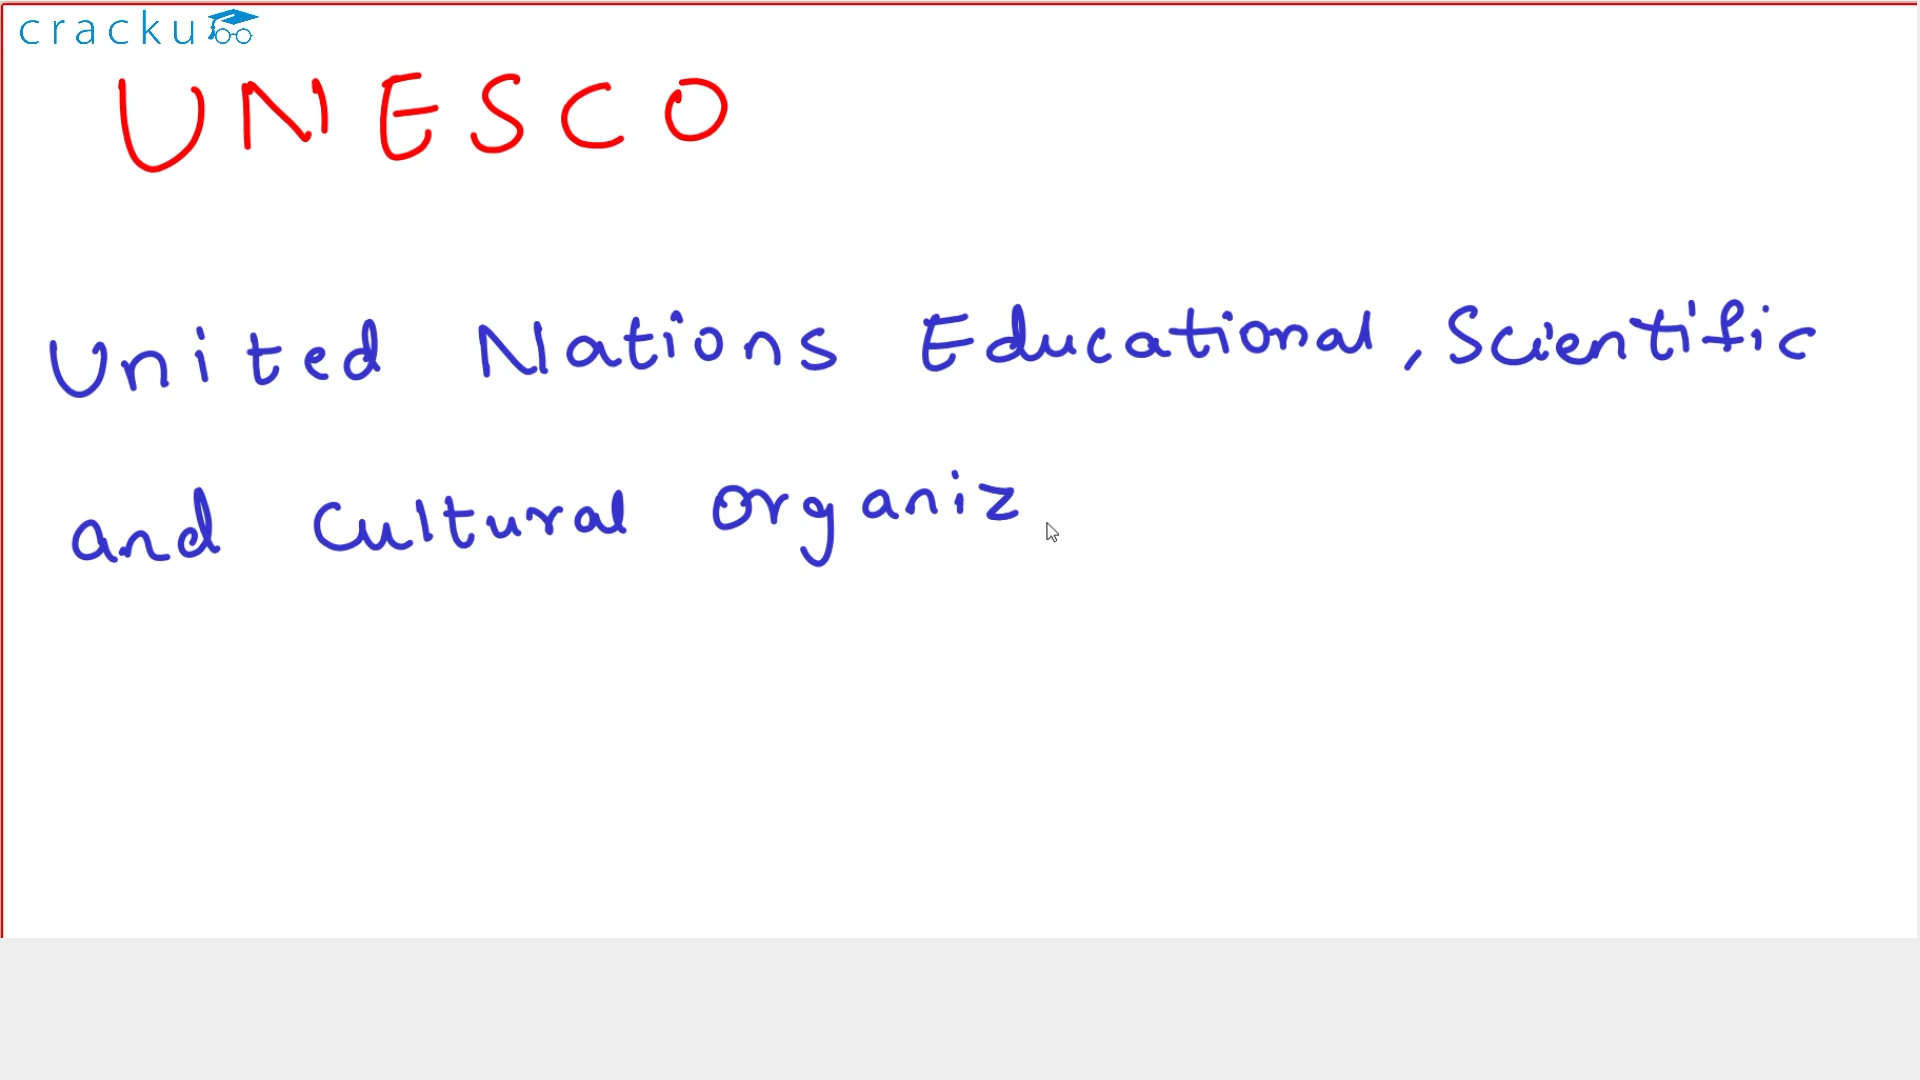 cracku
UNESCO
United Nations Educational, Scientific
and Cultural Organiz